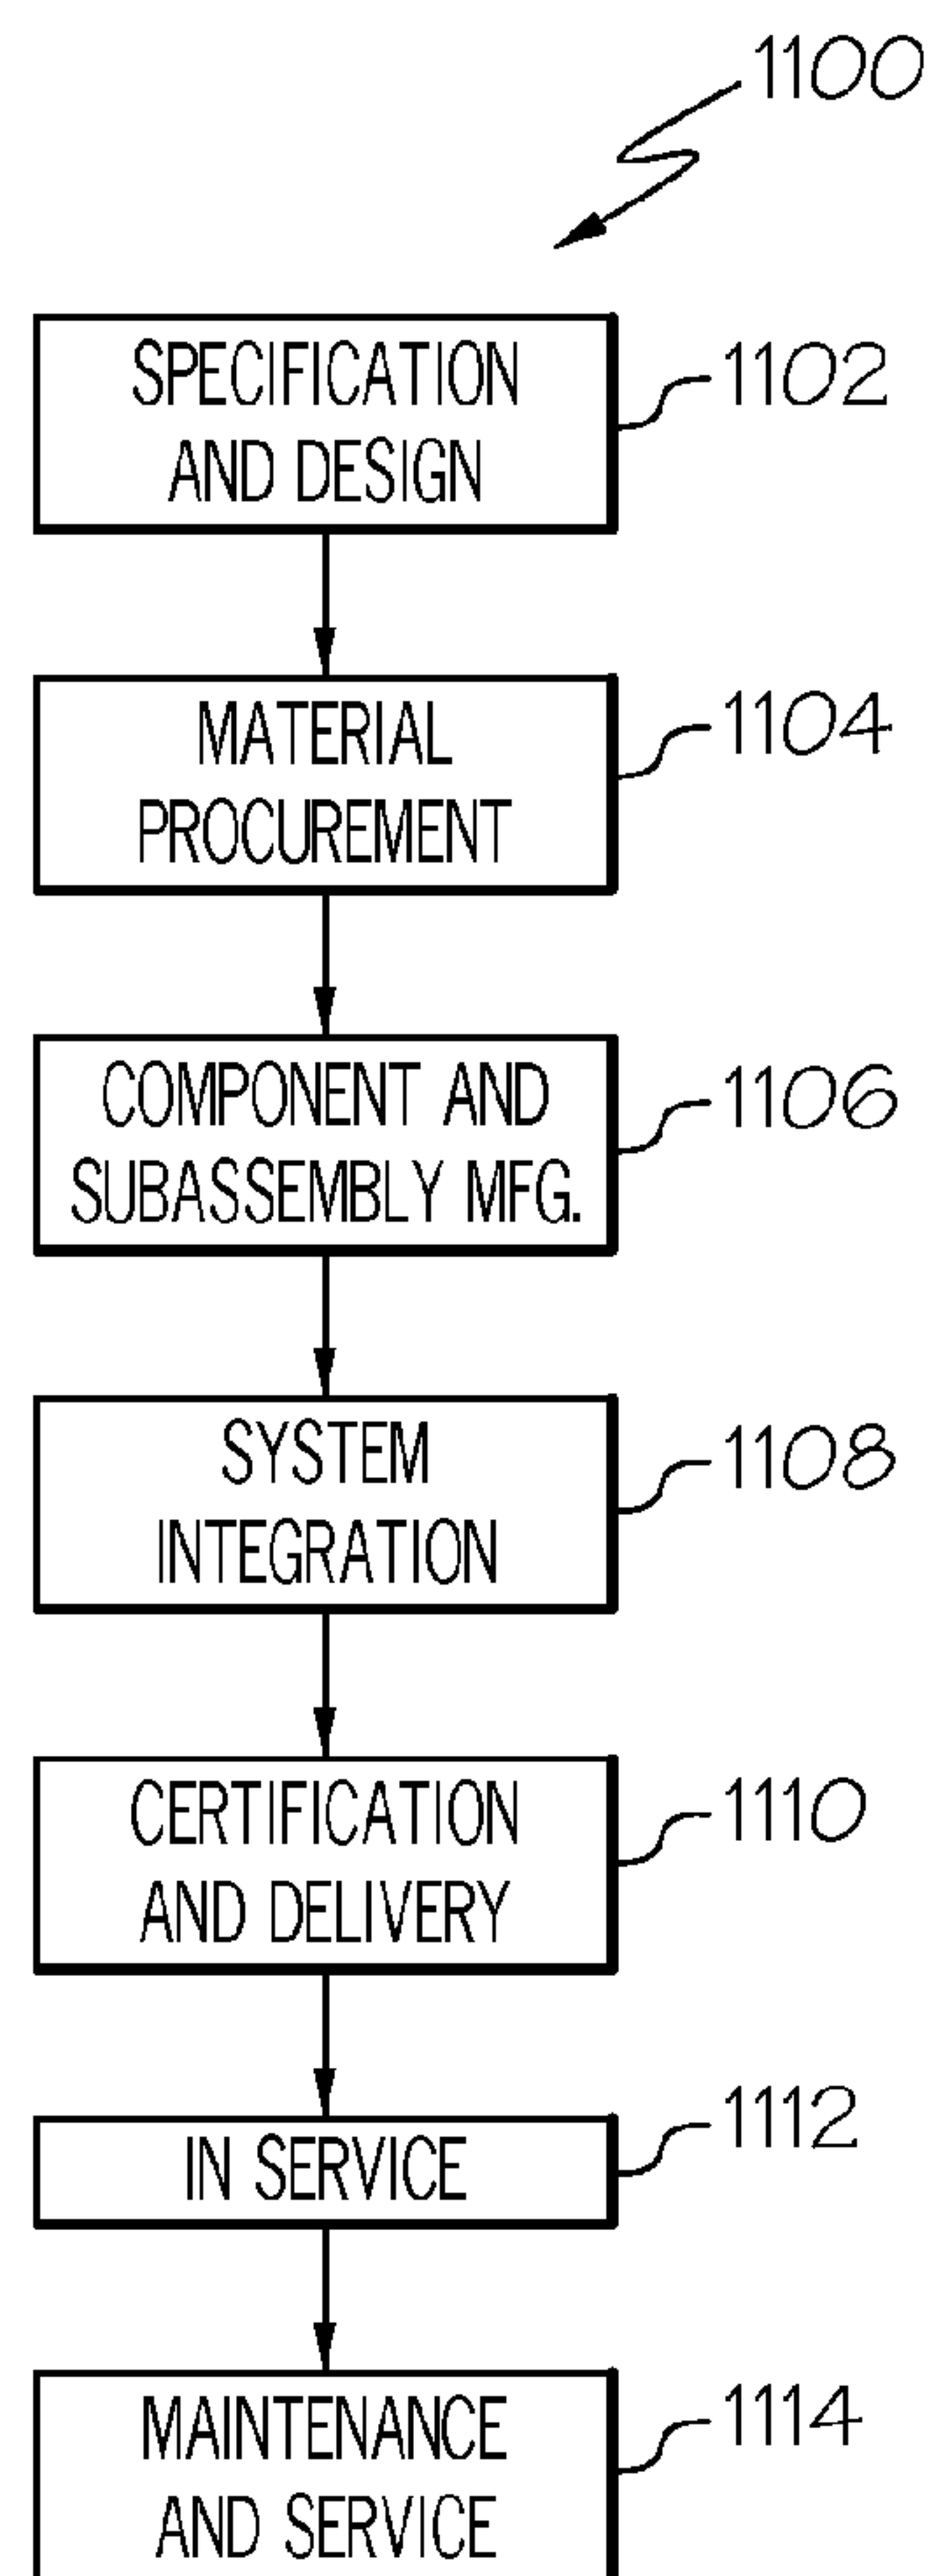 1100
SPECIFICATION
AND DESIGN
1102
MATERIAL
PROCUREMENT
1104
COMPONENT AND
SUBASSEMBLY MFG.
1106
SYSTEM
INTEGRATION
1108
CERTIFICATION
AND DELIVERY
1110
IN SERVICE
1112
MAINTENANCE
AND SERVICE
1114